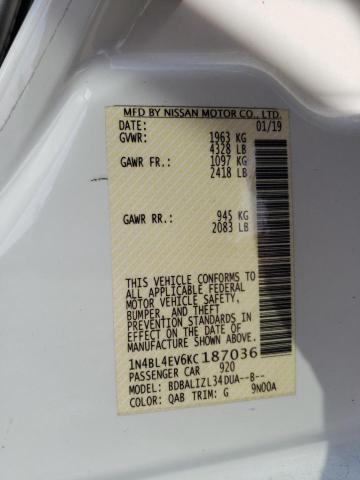 MFD BY NISSAN MOTOR CO., LTD.
DATE: 01/19
GVWR: 1963 KG
4328 LB
GAWR FR.: 1097 KG
2418 LB
GAWR RR.: 945 KG
2083 LB
THIS VEHICLE CONFORMS TO
ALL APPLICABLE FEDERAL
MOTOR VEHICLE SAFETY,
BUMPER, AND THEFT
PREVENTION STANDARDS
IN EFFECT ON THE DATE OF
MANUFACTURE SHOWN ABOVE.
1N4BL4EV6KC187036
PASSENGER CAR 920
MODEL: BDBALIZL34DUA--B--
COLOR: QAB TRIM: G 9N00A